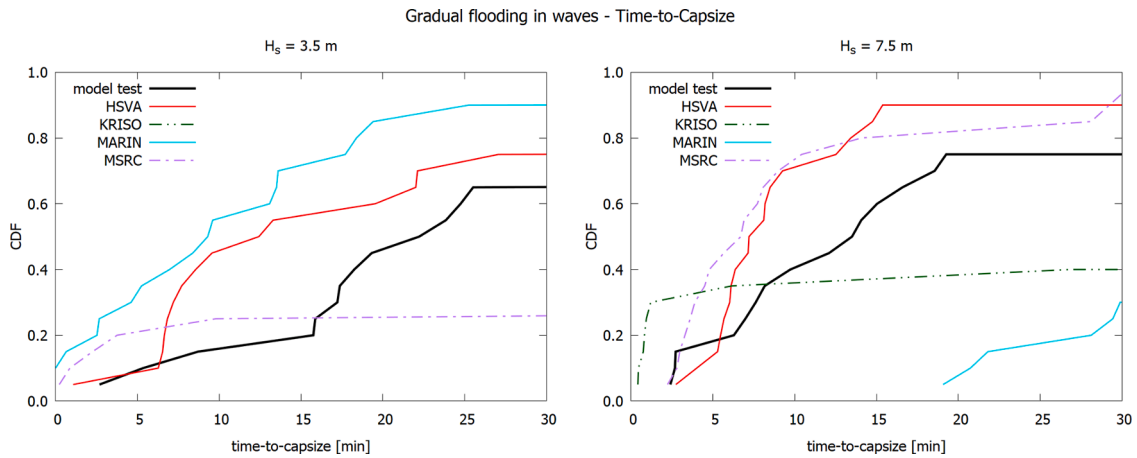 Gradual flooding in waves - Time-to-Capsize
Hs = 3.5 m
1.0
0.8
0.6
0.4
0.2
0.0
CDF
model test
HSVA
KRISO
MARIN
MSRC
0 5 10 15 20 25 30
time-to-capsize [min]
Hs = 7.5 m
1.0
0.8
0.6
0.4
0.2
0.0
CDF
model test
HSVA
KRISO
MARIN
MSRC
0 5 10 15 20 25 30
time-to-capsize [min]